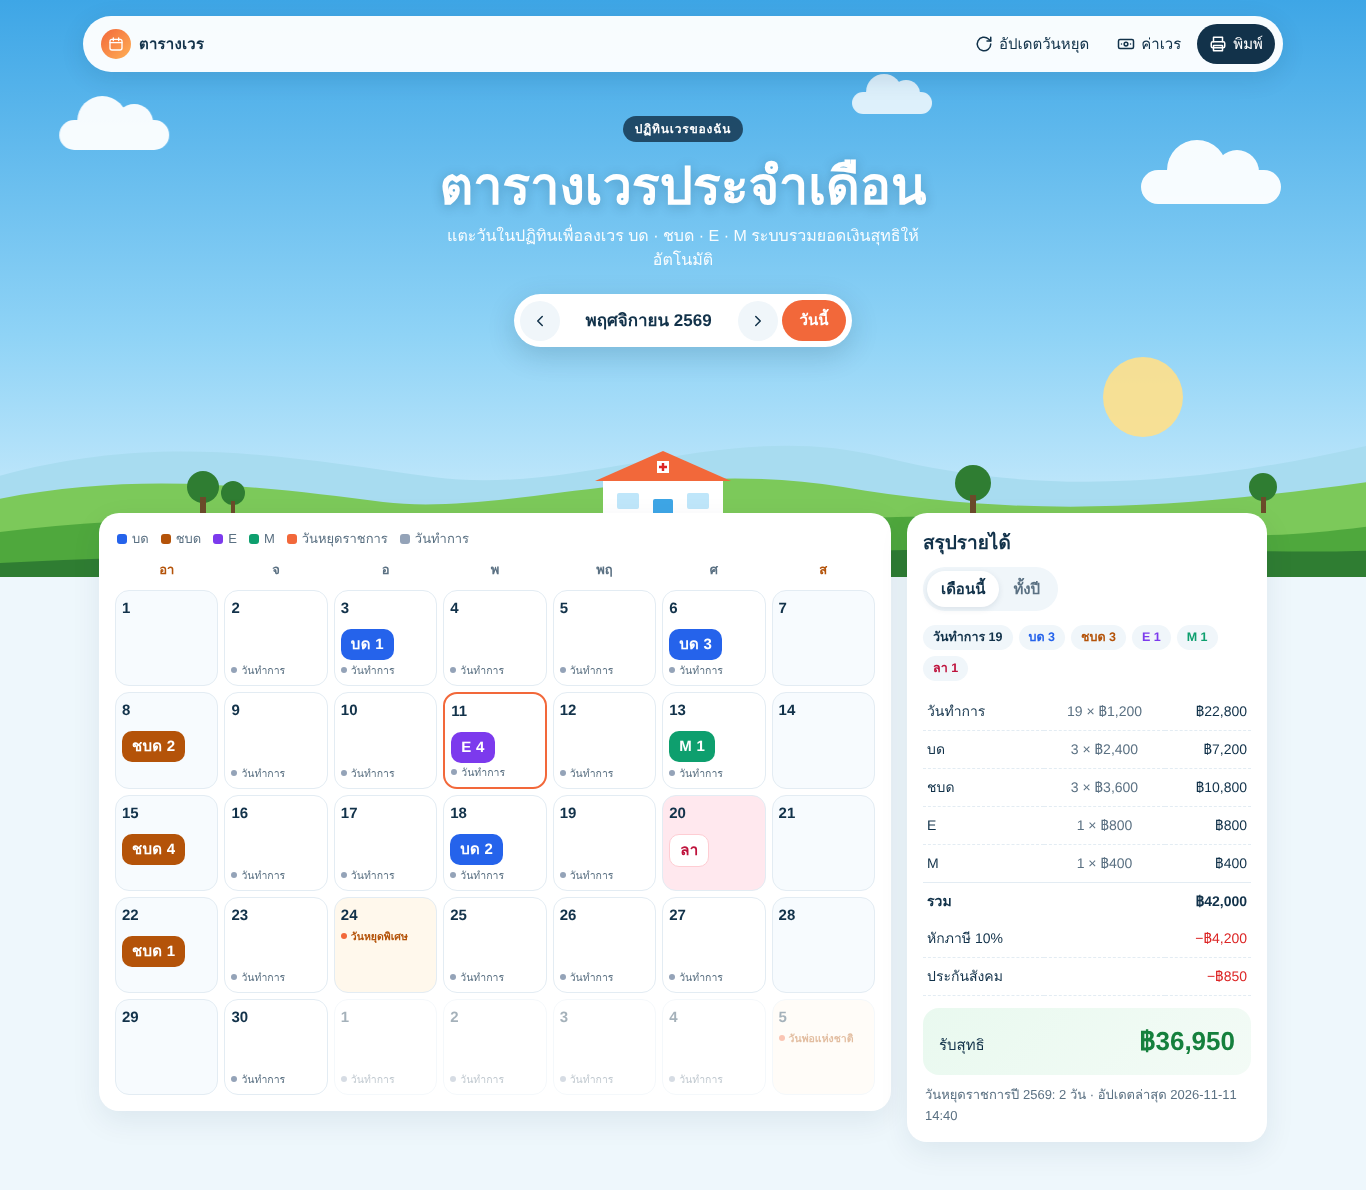 ตารางเวร
อัปเดตวันหยุด ค่าเวร พิมพ์
ปฏิทินเวรของฉัน
ตารางเวรประจำเดือน
แตะวันในปฏิทินเพื่อลงเวร บด · ชบด · E · M ระบบรวมยอดเงินสุทธิให้
อัตโนมัติ
พฤศจิกายน 2569 วันนี้
บด ชบด E M วันหยุดราชการ วันทำการ
อา จ อ พ พฤ ศ ส
1 2 3 4 5 6 7
บด 1 บด 3
วันทำการ วันทำการ วันทำการ วันทำการ วันทำการ
8 9 10 11 12 13 14
ชบด 2 E 4 M 1
วันทำการ วันทำการ วันทำการ วันทำการ วันทำการ
15 16 17 18 19 20 21
ชบด 4 บด 2 ลา
วันทำการ วันทำการ วันทำการ วันทำการ
22 23 24 25 26 27 28
วันหยุดพิเศษ
ชบด 1
วันทำการ วันทำการ วันทำการ วันทำการ
29 30 1 2 3 4 5
วันพ่อแห่งชาติ
วันทำการ วันทำการ วันทำการ วันทำการ วันทำการ
สรุปรายได้
เดือนนี้ ทั้งปี
วันทำการ 19 บด 3 ชบด 3 E 1 M 1
ลา 1
วันทำการ 19 × ฿1,200 ฿22,800
บด 3 × ฿2,400 ฿7,200
ชบด 3 × ฿3,600 ฿10,800
E 1 × ฿800 ฿800
M 1 × ฿400 ฿400
รวม ฿42,000
หักภาษี 10% −฿4,200
ประกันสังคม −฿850
รับสุทธิ ฿36,950
วันหยุดราชการปี 2569: 2 วัน · อัปเดตล่าสุด 2026-11-11
14:40